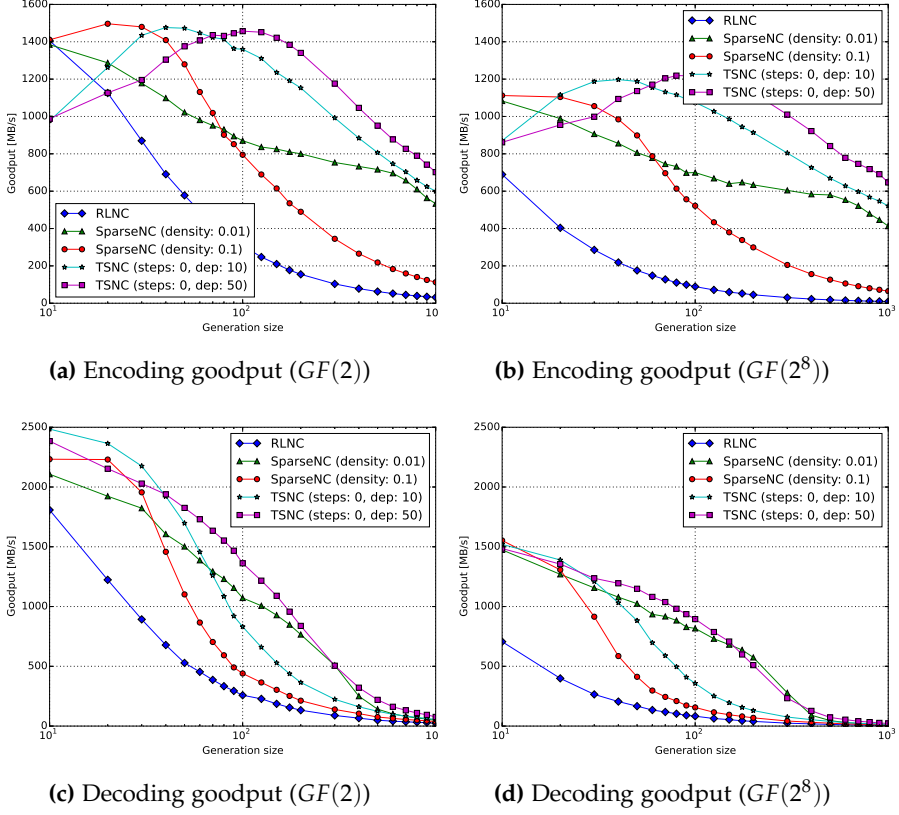 1600
1400
1200
1000
800
600
400
200
0
Goodput [MB/s]
RLNC
SparseNC (density: 0.01)
SparseNC (density: 0.1)
TSNC (steps: 0, dep: 10)
TSNC (steps: 0, dep: 50)
10^1 10^2 10
Generation size
(a) Encoding goodput (GF(2))
1600
1400
1200
1000
800
600
400
200
0
Goodput [MB/s]
RLNC
SparseNC (density: 0.01)
SparseNC (density: 0.1)
TSNC (steps: 0, dep: 10)
TSNC (steps: 0, dep: 50)
10^1 10^2 10^3
Generation size
(b) Encoding goodput (GF(2^8))
2500
2000
1500
1000
500
0
Goodput [MB/s]
RLNC
SparseNC (density: 0.01)
SparseNC (density: 0.1)
TSNC (steps: 0, dep: 10)
TSNC (steps: 0, dep: 50)
10^1 10^2 10
Generation size
(c) Decoding goodput (GF(2))
2500
2000
1500
1000
500
0
Goodput [MB/s]
RLNC
SparseNC (density: 0.01)
SparseNC (density: 0.1)
TSNC (steps: 0, dep: 10)
TSNC (steps: 0, dep: 50)
10^1 10^2 10^3
Generation size
(d) Decoding goodput (GF(2^8))